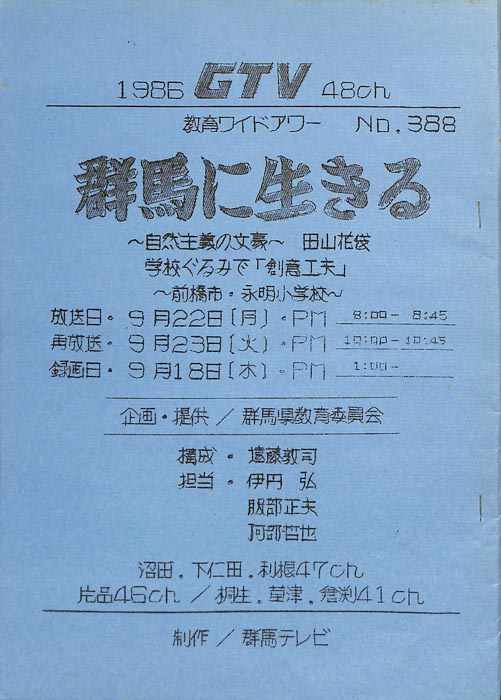 1986 GTV 48ch
教育ワイドアワー No.388
群馬に生きる
～自然主義の文豪～ 田山花袋
学校ぐるみで「創意工夫」
～前橋市・永明小学校～
放送日・9月22日(月)・PM 8:00- 8:45
再放送・9月23日(火)・PM 10:00-10:45
録画日・9月18日(木)・PM 1:00-
企画・提供／群馬県教育委員会
構成・遠藤敦司
担当・伊円 弘
服部正夫
阿部哲也
沼田．下仁田．利根47ch
片品46ch／桐生．草津．倉渕41ch
制作／群馬テレビ